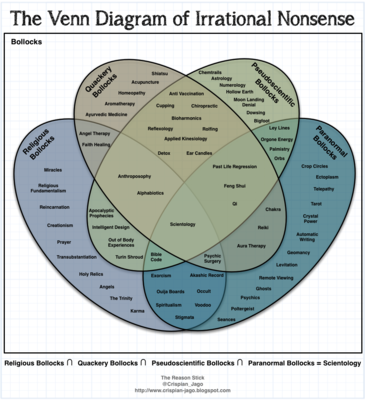 The Venn Diagram of Irrational Nonsense
Bollocks
Quackery
Bollocks
Pseudoscientific
Bollocks
Religious
Bollocks
Paranormal
Bollocks
Shiatsu
Acupuncture
Homeopathy
Aromatherapy
Ayurvedic Medicine
Chemtrails
Astrology
Numerology
Hollow Earth
Moon Landing
Denial
Dowsing
Bigfoot
Anti Vaccination
Cupping
Chiropractic
Bioharmonics
Reflexology
Rolfing
Applied Kinesiology
Detox
Ear Candles
Angel Therapy
Faith Healing
Ley Lines
Orgone Energy
Palmistry
Orbs
Miracles
Religious
Fundamentalism
Reincarnation
Creationism
Prayer
Transubstantiation
Holy Relics
Angels
The Trinity
Karma
Anthroposophy
Alphabiotics
Past Life Regression
Feng Shui
Qi
Crop Circles
Ectoplasm
Telepathy
Tarot
Crystal
Power
Automatic
Writing
Geomancy
Levitation
Remote Viewing
Ghosts
Psychics
Poltergeist
Seances
Apocalyptic
Prophecies
Intelligent Design
Out of Body
Experiences
Turin Shroud
Scientology
Chakra
Reiki
Aura Therapy
Bible
Code
Psychic
Surgery
Exorcism
Akashic Record
Ouija Boards
Occult
Spiritualism
Voodoo
Stigmata
Religious Bollocks ∩ Quackery Bollocks ∩ Pseudoscientific Bollocks ∩ Paranormal Bollocks = Scientology
The Reason Stick
@Crispian_Jago
http://www.crispian-jago.blogspot.com